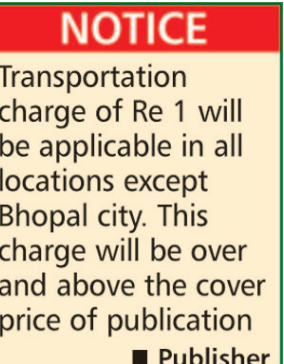 NOTICE
Transportation
charge of Re 1 will
be applicable in all
locations except
Bhopal city. This
charge will be over
and above the cover
price of publication
■ Publisher